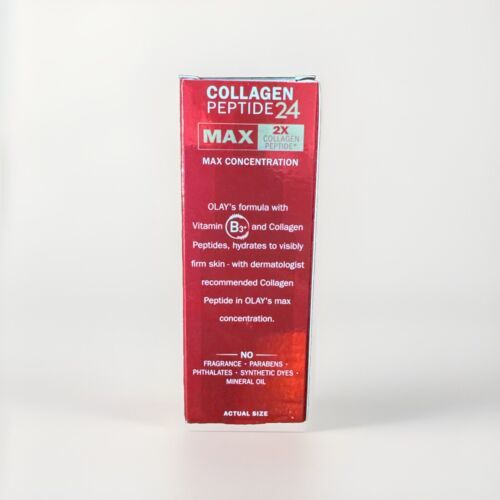 COLLAGEN
PEPTIDE24
MAX
2X
COLLAGEN
PEPTIDE*
MAX CONCENTRATION
OLAY's formula with
Vitamin B3+ and Collagen
Peptides, hydrates to visibly
firm skin - with dermatologist
recommended Collagen
Peptide in OLAY's max
concentration.
NO
FRAGRANCE • PARABENS •
PHTHALATES • SYNTHETIC DYES •
MINERAL OIL
ACTUAL SIZE